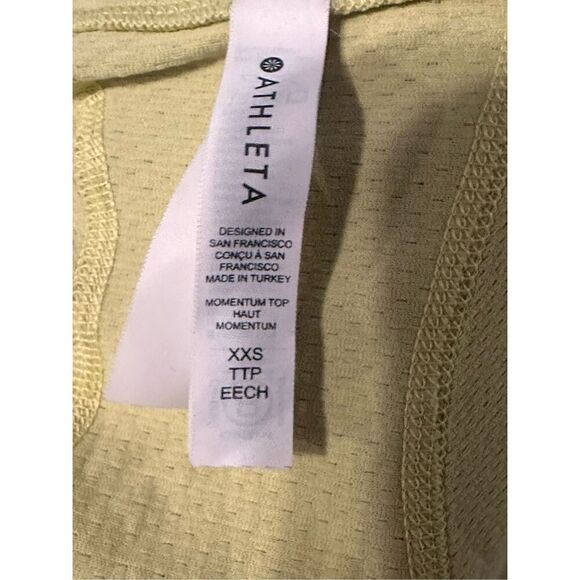 ATHLETA
DESIGNED IN
SAN FRANCISCO
CONÇU À SAN
FRANCISCO
MADE IN TURKEY
MOMENTUM TOP
HAUT
MOMENTUM
XXS
TTP
EECH